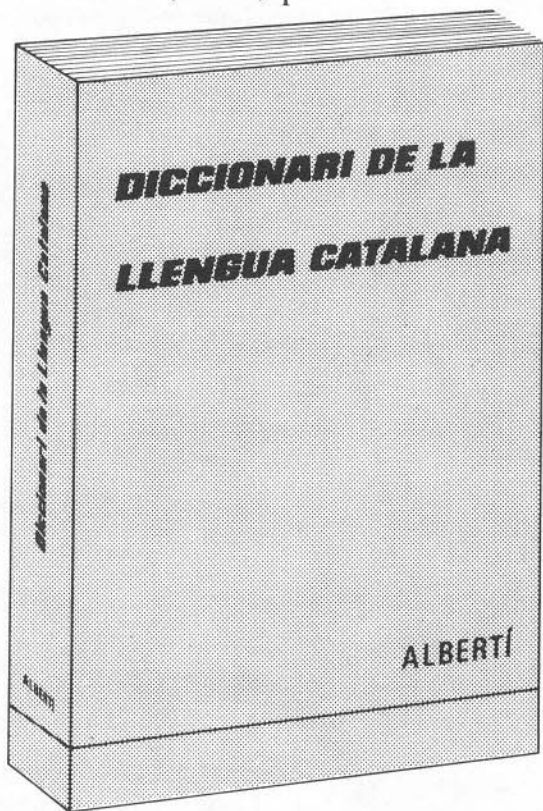 DICCIONARI DE LA
LLENGUA CATALANA
ALBERTÍ
Diccionari de la Llengua Catalana
ALBERTÍ